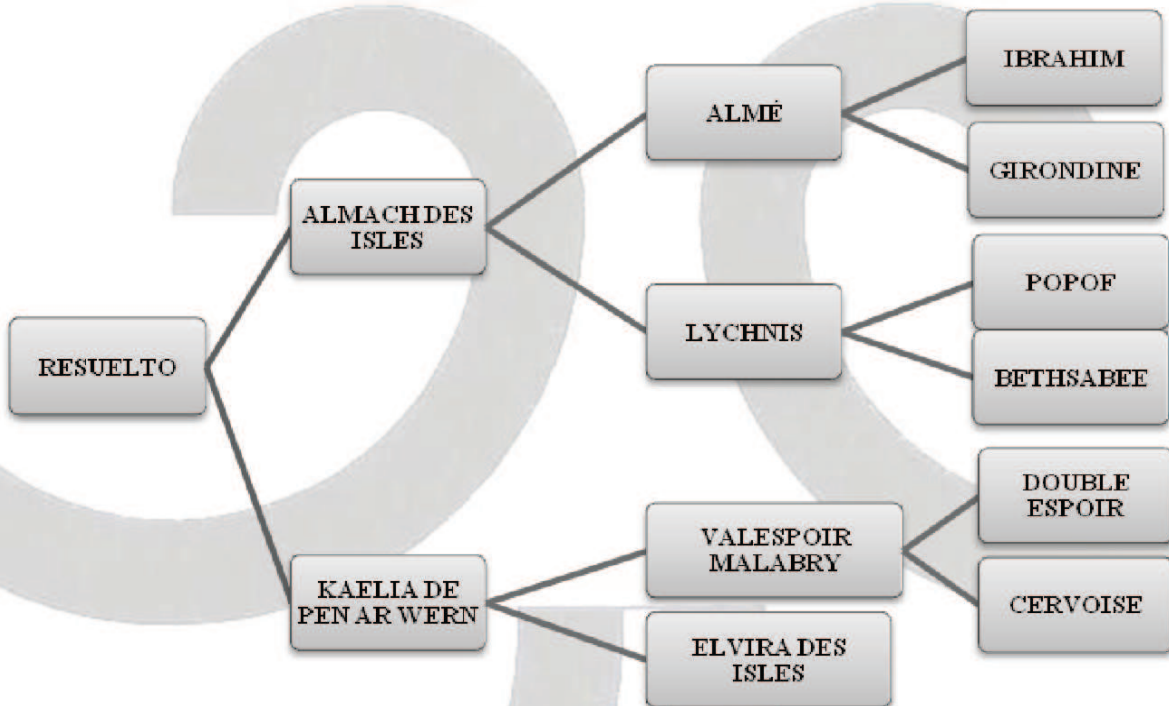 IBRAHIM
ALMÉ
GIRONDINE
ALMACH DES
ISLES
POPOF
LYCHNIS
RESUELTO
BETHSABEE
DOUBLE
ESPOIR
VALESPOIR
MALABRY
KAELIA DE
PEN AR WERN
CERVOISE
ELVIRA DES
ISLES